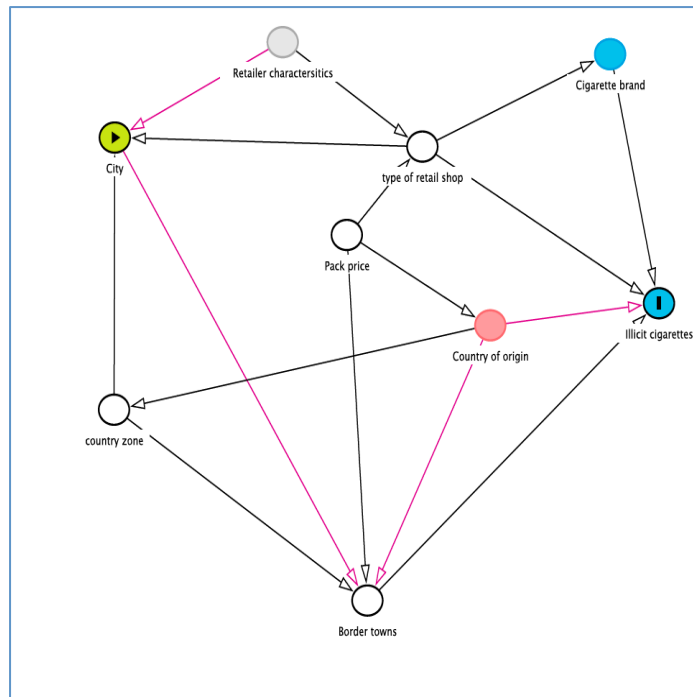 Retailer charactersitics
Cigarette brand
City
type of retail shop
Pack price
Illicit cigarettes
Country of origin
country zone
Border towns